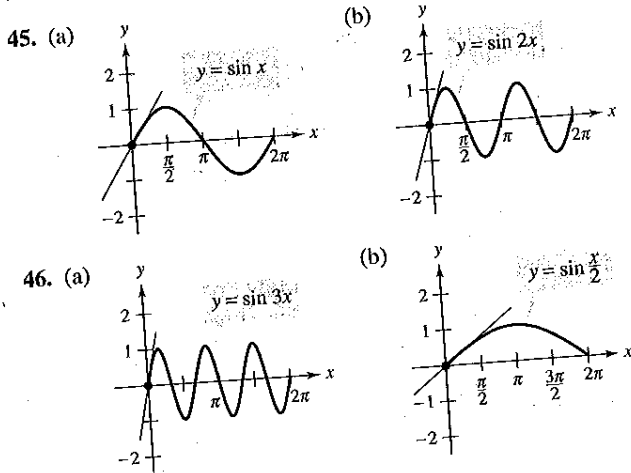 45. (a)
y
2
1
-2
y = sin x
π/2
π
2π
x
(b)
y
2
1
-2
y = sin 2x
π/2
π
2π
x
46. (a)
y
2
1
-2
y = sin 3x
π
2π
x
(b)
y
2
1
-1
-2
y = sin x/2
π/2
π
3π/2
2π
x